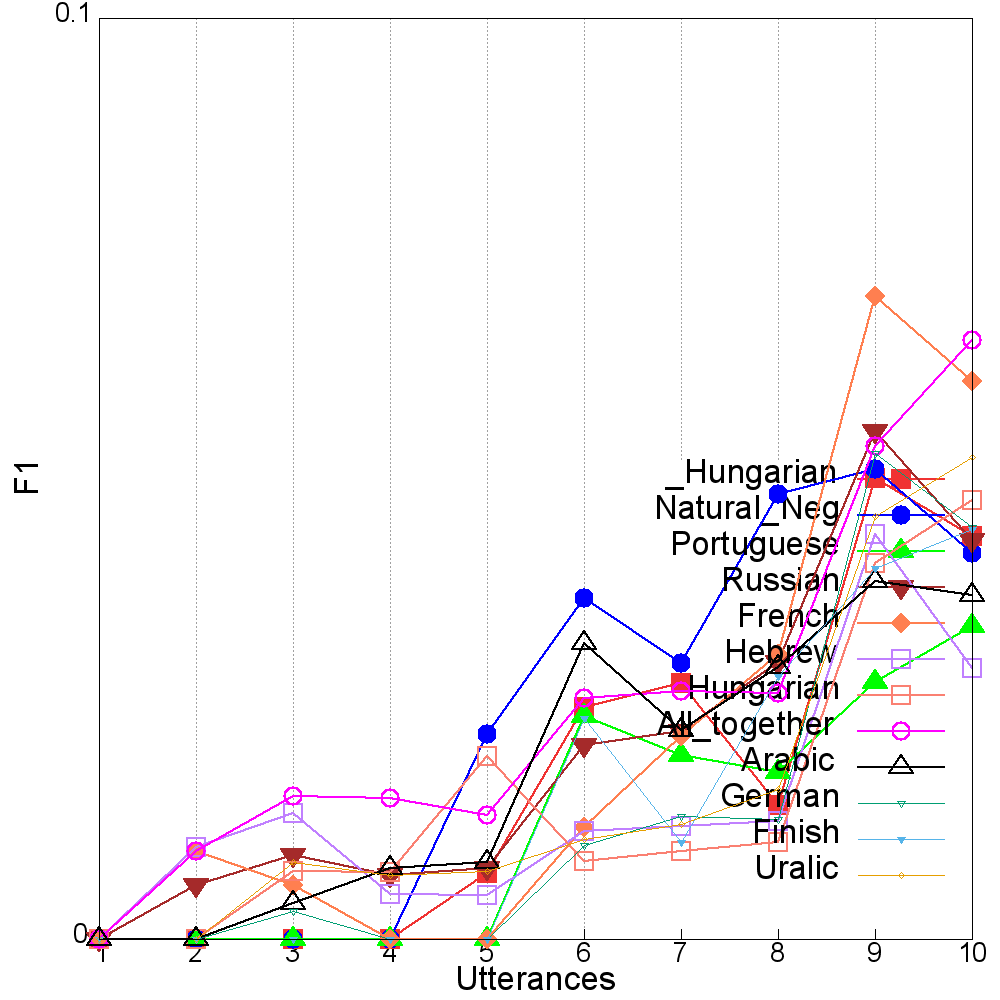 0.1
F1
_Hungarian
Natural_Neg
Portuguese
Russian
French
Hebrew
Hungarian
All_together
Arabic
German
Finish
Uralic
0
1 2 3 4 5 6 7 8 9 10
Utterances